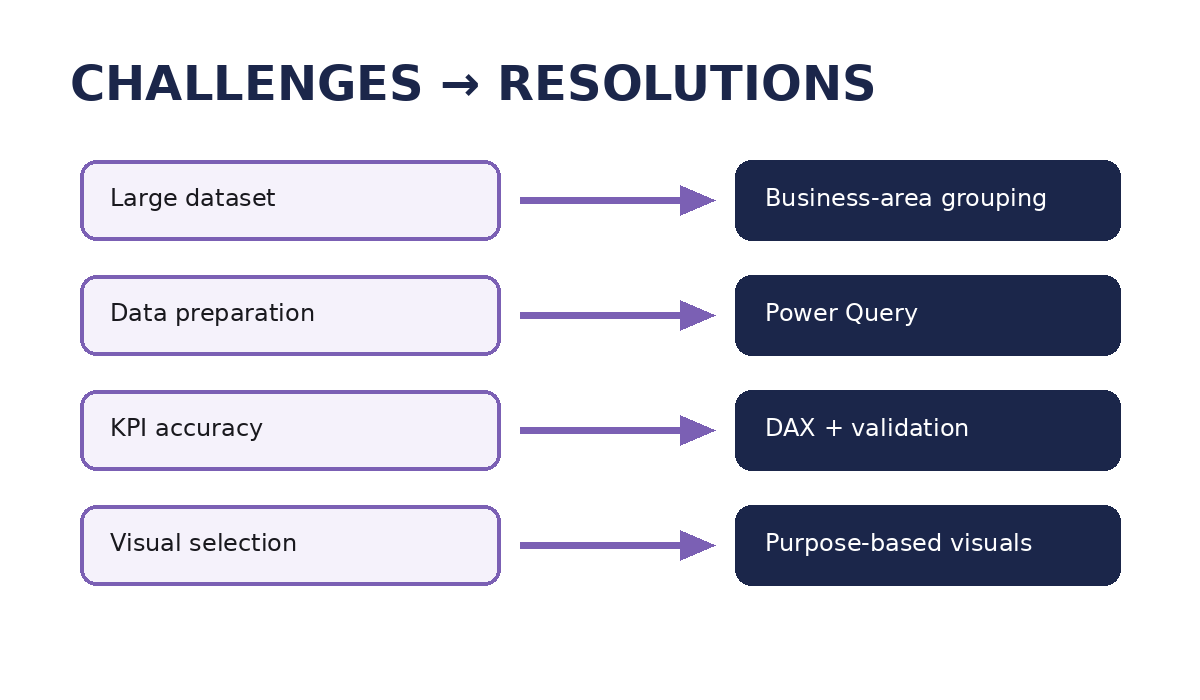 CHALLENGES → RESOLUTIONS
Large dataset
Business-area grouping
Data preparation
Power Query
KPI accuracy
DAX + validation
Visual selection
Purpose-based visuals